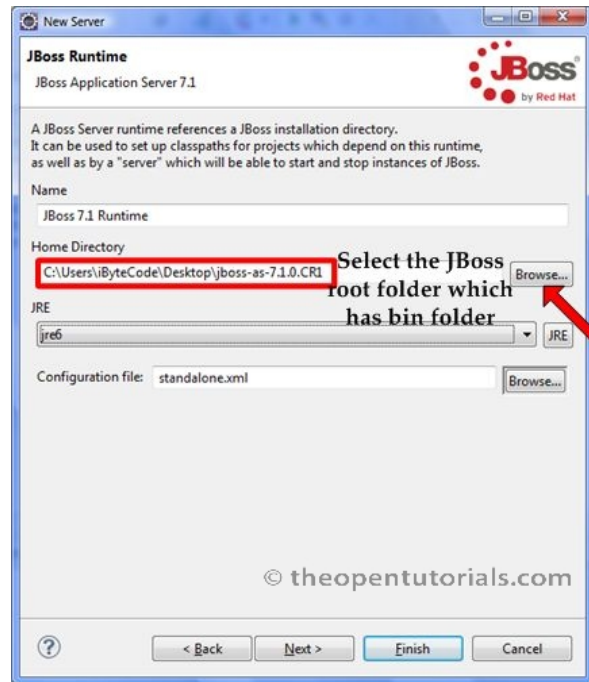 New Server
JBoss Runtime
JBoss Application Server 7.1
JBoss
by Red Hat
A JBoss Server runtime references a JBoss installation directory.
It can be used to set up classpaths for projects which depend on this runtime,
as well as by a "server" which will be able to start and stop instances of JBoss.
Name
JBoss 7.1 Runtime
Home Directory
C:\Users\iByteCode\Desktop\jboss-as-7.1.0.CR1
Browse...
Select the JBoss
root folder which
has bin folder
JRE
jre6
JRE
Configuration file: standalone.xml
Browse...
© theopentutorials.com
?
< Back
Next >
Finish
Cancel